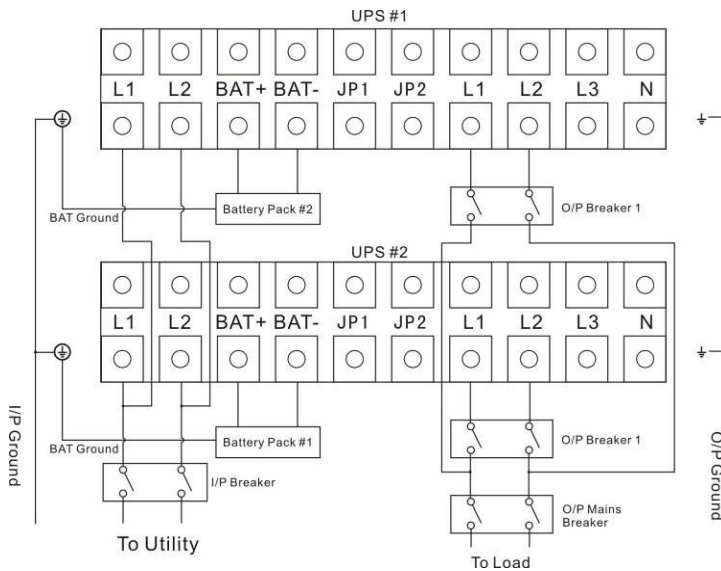 UPS #1
L1 L2 BAT+ BAT- JP1 JP2 L1 L2 L3 N
Battery Pack #2
BAT Ground
O/P Breaker 1
UPS #2
L1 L2 BAT+ BAT- JP1 JP2 L1 L2 L3 N
Battery Pack #1
BAT Ground
O/P Breaker 1
I/P Ground
O/P Ground
I/P Breaker
O/P Mains
Breaker
To Utility
To Load